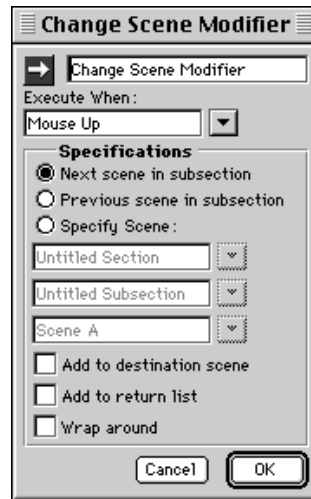 Change Scene Modifier
Change Scene Modifier
Execute When:
Mouse Up
Specifications
Next scene in subsection
Previous scene in subsection
Specify Scene:
Untitled Section
Untitled Subsection
Scene A
Add to destination scene
Add to return list
Wrap around
Cancel OK